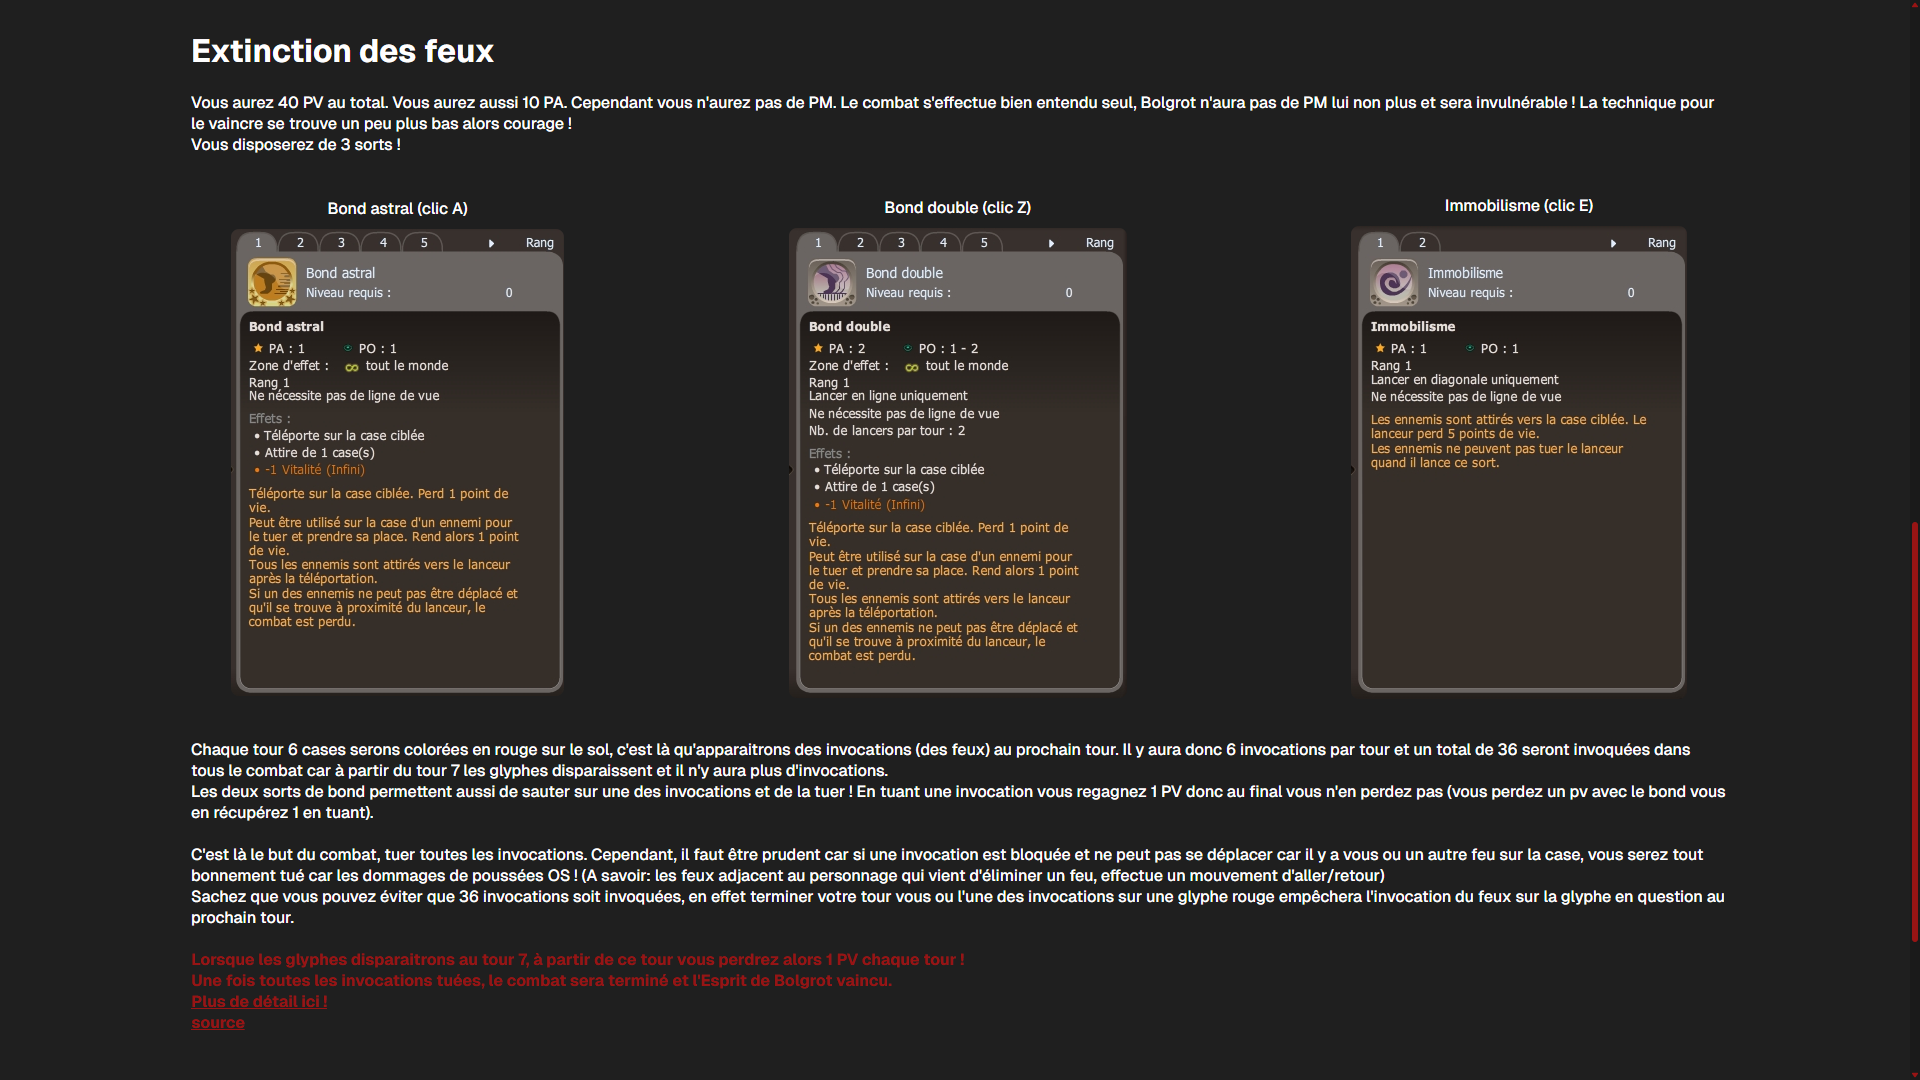 Extinction des feux
Vous aurez 40 PV au total. Vous aurez aussi 10 PA. Cependant vous n'aurez pas de PM. Le combat s'effectue bien entendu seul, Bolgrot n'aura pas de PM lui non plus et sera invulnérable ! La technique pour
le vaincre se trouve un peu plus bas alors courage !
Vous disposerez de 3 sorts !
Bond astral (clic A)
1 2 3 4 5 Rang
Bond astral
Niveau requis : 0
Bond astral
PA : 1 PO : 1
Zone d'effet : tout le monde
Rang 1
Ne nécessite pas de ligne de vue
Effets :
• Téléporte sur la case ciblée
• Attire de 1 case(s)
• -1 Vitalité (Infini)
Téléporte sur la case ciblée. Perd 1 point de
vie.
Peut être utilisé sur la case d'un ennemi pour
le tuer et prendre sa place. Rend alors 1 point
de vie.
Tous les ennemis sont attirés vers le lanceur
après la téléportation.
Si un des ennemis ne peut pas être déplacé et
qu'il se trouve à proximité du lanceur, le
combat est perdu.
Bond double (clic Z)
1 2 3 4 5 Rang
Bond double
Niveau requis : 0
Bond double
PA : 2 PO : 1 - 2
Zone d'effet : tout le monde
Rang 1
Lancer en ligne uniquement
Ne nécessite pas de ligne de vue
Nb. de lancers par tour : 2
Effets :
• Téléporte sur la case ciblée
• Attire de 1 case(s)
• -1 Vitalité (Infini)
Téléporte sur la case ciblée. Perd 1 point de
vie.
Peut être utilisé sur la case d'un ennemi pour
le tuer et prendre sa place. Rend alors 1 point
de vie.
Tous les ennemis sont attirés vers le lanceur
après la téléportation.
Si un des ennemis ne peut pas être déplacé et
qu'il se trouve à proximité du lanceur, le
combat est perdu.
Immobilisme (clic E)
1 2 Rang
Immobilisme
Niveau requis : 0
Immobilisme
PA : 1 PO : 1
Rang 1
Lancer en diagonale uniquement
Ne nécessite pas de ligne de vue
Les ennemis sont attirés vers la case ciblée. Le
lanceur perd 5 points de vie.
Les ennemis ne peuvent pas tuer le lanceur
quand il lance ce sort.
Chaque tour 6 cases serons colorées en rouge sur le sol, c'est là qu'apparaitrons des invocations (des feux) au prochain tour. Il y aura donc 6 invocations par tour et un total de 36 seront invoquées dans
tous le combat car à partir du tour 7 les glyphes disparaissent et il n'y aura plus d'invocations.
Les deux sorts de bond permettent aussi de sauter sur une des invocations et de la tuer ! En tuant une invocation vous regagnez 1 PV donc au final vous n'en perdez pas (vous perdez un pv avec le bond vous
en récupérez 1 en tuant).
C'est là le but du combat, tuer toutes les invocations. Cependant, il faut être prudent car si une invocation est bloquée et ne peut pas se déplacer car il y a vous ou un autre feu sur la case, vous serez tout
bonnement tué car les dommages de poussées OS ! (A savoir: les feux adjacent au personnage qui vient d'éliminer un feu, effectue un mouvement d'aller/retour)
Sachez que vous pouvez éviter que 36 invocations soit invoquées, en effet terminer votre tour vous ou l'une des invocations sur une glyphe rouge empêchera l'invocation du feux sur la glyphe en question au
prochain tour.
Lorsque les glyphes disparaitrons au tour 7, à partir de ce tour vous perdrez alors 1 PV chaque tour !
Une fois toutes les invocations tuées, le combat sera terminé et l'Esprit de Bolgrot vaincu.
Plus de détail ici !
source